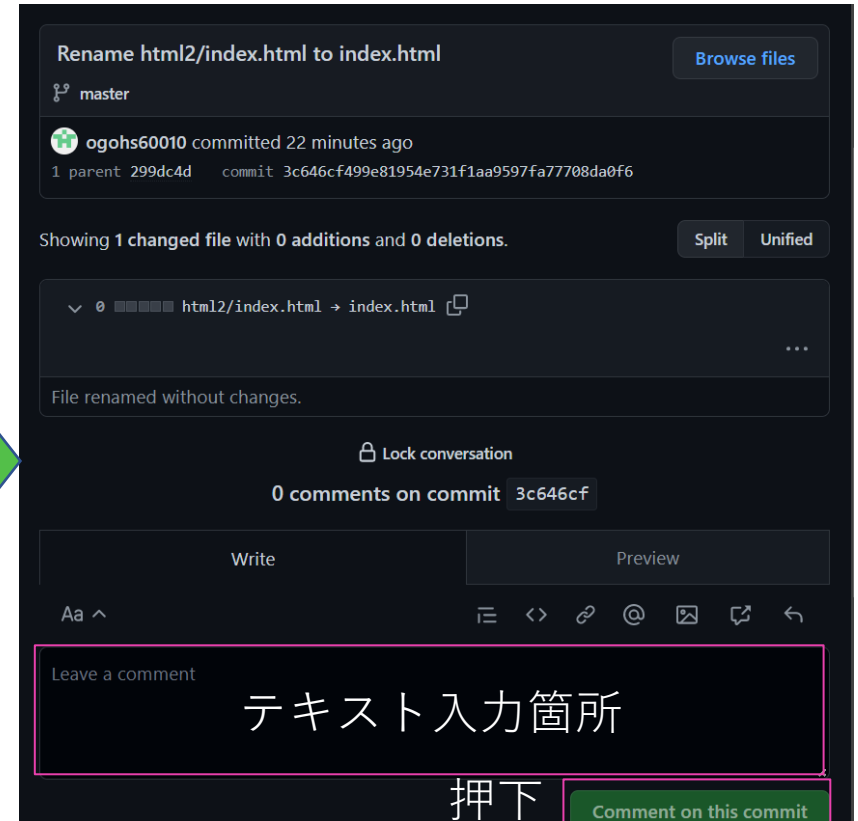 Rename html2/index.html to index.html
Browse files
master
ogohs60010 committed 22 minutes ago
1 parent 299dc4d commit 3c646cf499e81954e731f1aa9597fa77708da0f6
Showing 1 changed file with 0 additions and 0 deletions.
Split Unified
0 html2/index.html → index.html
File renamed without changes.
Lock conversation
0 comments on commit 3c646cf
Write Preview
Aa
Leave a comment
テキスト入力箇所
押下
Comment on this commit